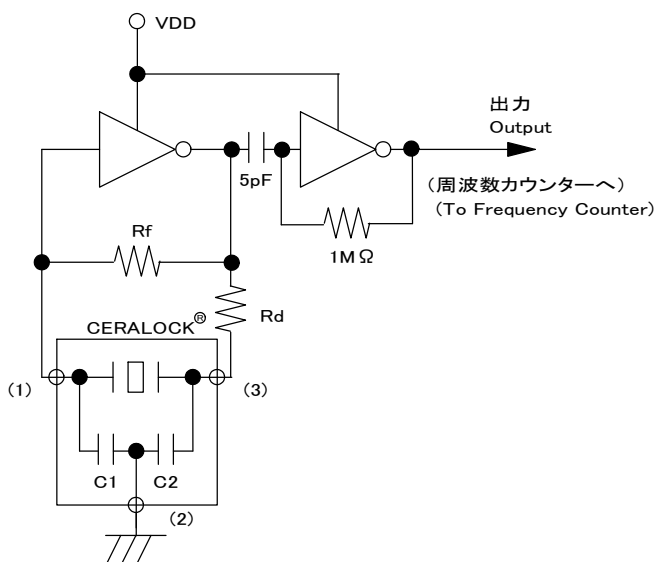 VDD
出力
Output
5pF
(周波数カウンターへ)
(To Frequency Counter)
Rf
1MΩ
Rd
CERALOCK®
(1)
(3)
C1
C2
(2)